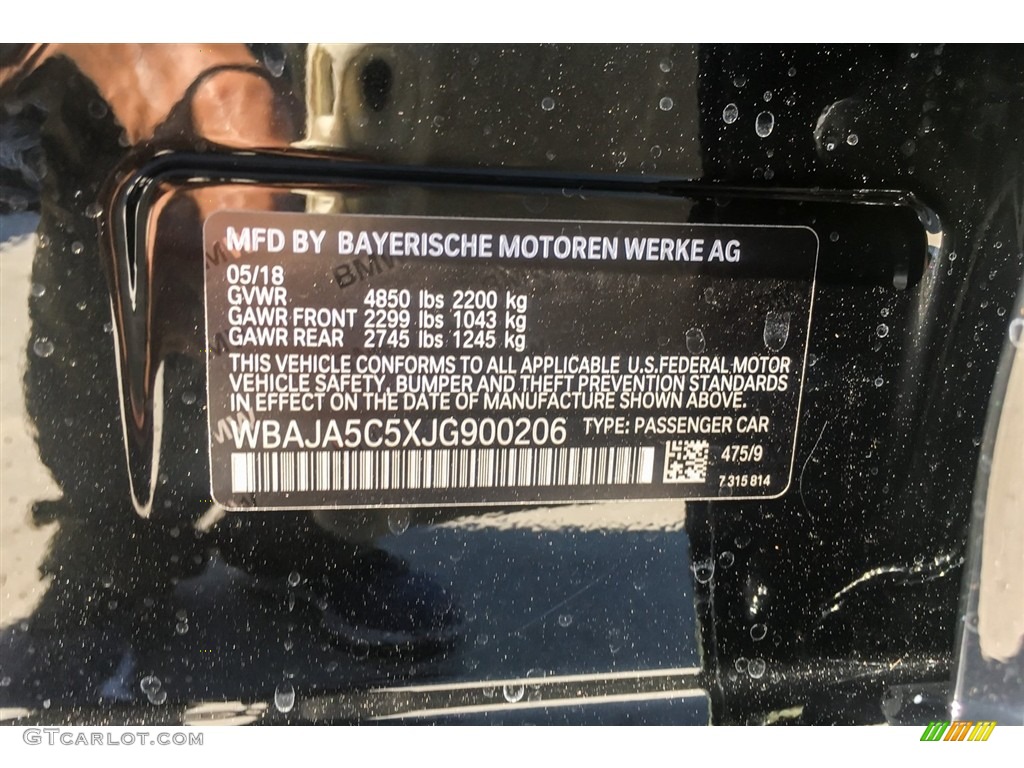 MFD BY BAYERISCHE MOTOREN WERKE AG
05/18
GVWR 4850 lbs 2200 kg
GAWR FRONT 2299 lbs 1043 kg
GAWR REAR 2745 lbs 1245 kg
THIS VEHICLE CONFORMS TO ALL APPLICABLE U.S.FEDERAL MOTOR
VEHICLE SAFETY, BUMPER AND THEFT PREVENTION STANDARDS
IN EFFECT ON THE DATE OF MANUFACTURE SHOWN ABOVE.
WBAJA5C5XJG900206 TYPE: PASSENGER CAR
475/9
7 315 814
GTCARLOT.COM